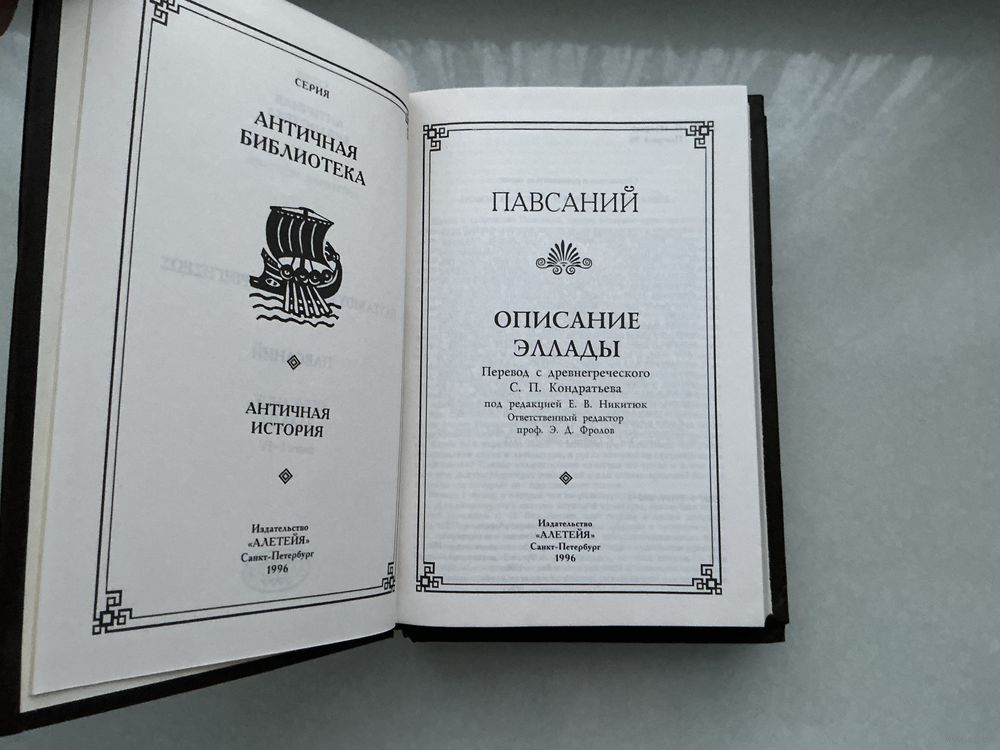 СЕРИЯ
АНТИЧНАЯ
БИБЛИОТЕКА
АНТИЧНАЯ
ИСТОРИЯ
Издательство
«АЛЕТЕЙЯ»
Санкт-Петербург
1996
ПАВСАНИЙ
ОПИСАНИЕ
ЭЛЛАДЫ
Перевод с древнегреческого
С. П. Кондратьева
под редакцией Е. В. Никитюк
Ответственный редактор
проф. Э. Д. Фролов
Издательство
«АЛЕТЕЙЯ»
Санкт-Петербург
1996